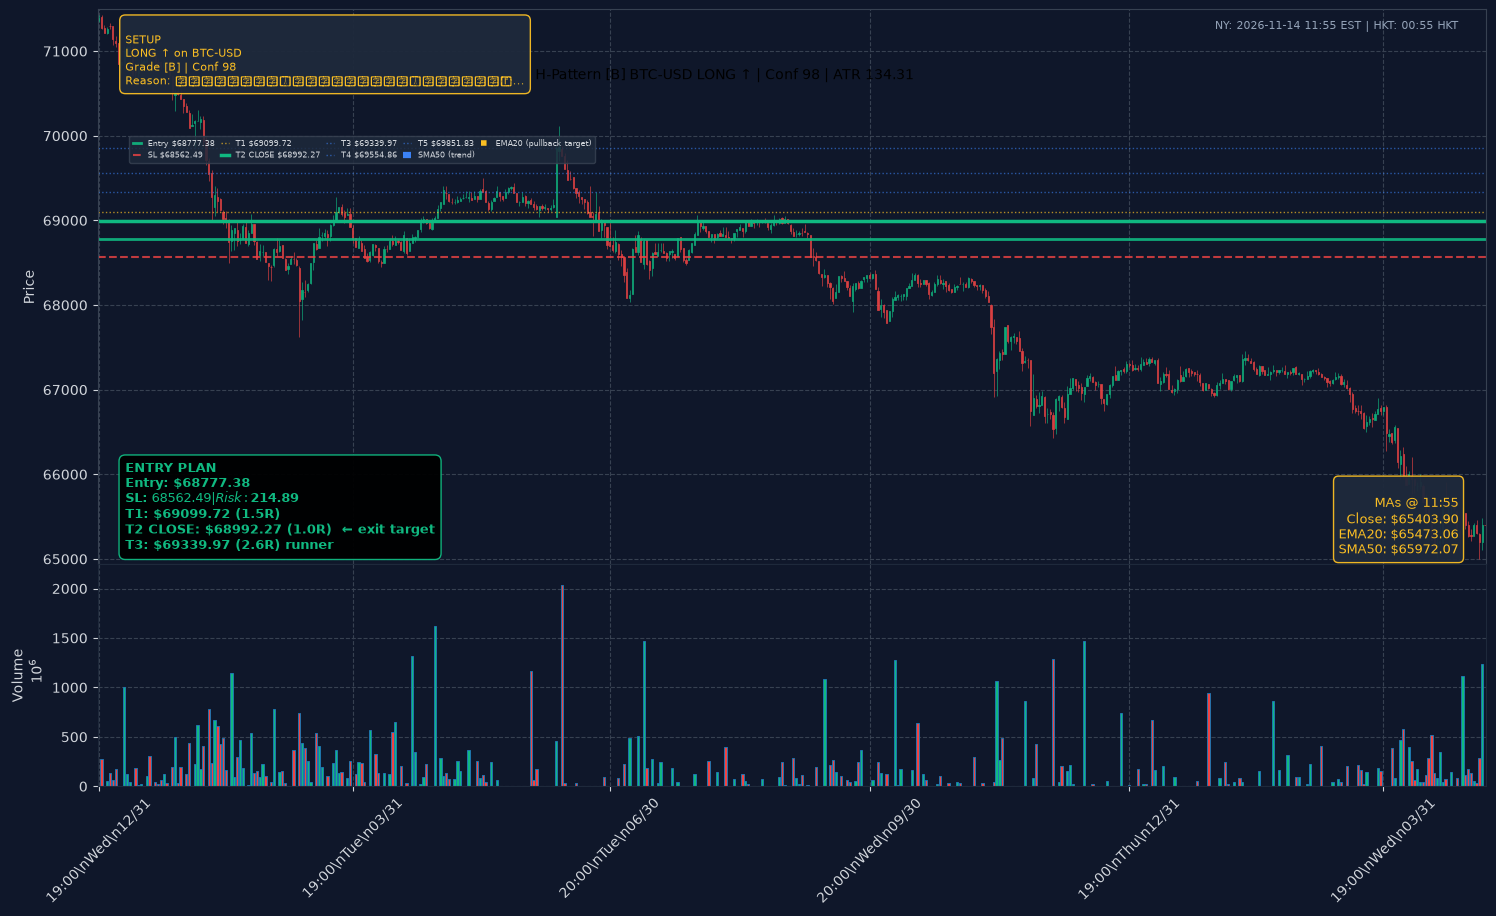 NY: 2026-11-14 11:55 EST | HKT: 00:55 HKT
SETUP
LONG ↑ on BTC-USD
Grade [B] | Conf 98
Reason:
H-Pattern [B] BTC-USD LONG ↑ | Conf 98 | ATR 134.31
Entry $68777.38 T1 $69099.72 T3 $69339.97 T5 $69851.83 EMA20 (pullback target)
SL $68562.49 T2 CLOSE $68992.27 T4 $69554.86 SMA50 (trend)
71000
70000
69000
68000
67000
66000
65000
Price
ENTRY PLAN
Entry: $68777.38
SL: 68562.49|Risk:214.89
T1: $69099.72 (1.5R)
T2 CLOSE: $68992.27 (1.0R) ← exit target
T3: $69339.97 (2.6R) runner
MAs @ 11:55
Close: $65403.90
EMA20: $65473.06
SMA50: $65972.07
2000
1500
1000
500
0
Volume
10⁶
19:00\nWed\n12/31
19:00\nTue\n03/31
20:00\nTue\n06/30
20:00\nWed\n09/30
19:00\nThu\n12/31
19:00\nWed\n03/31